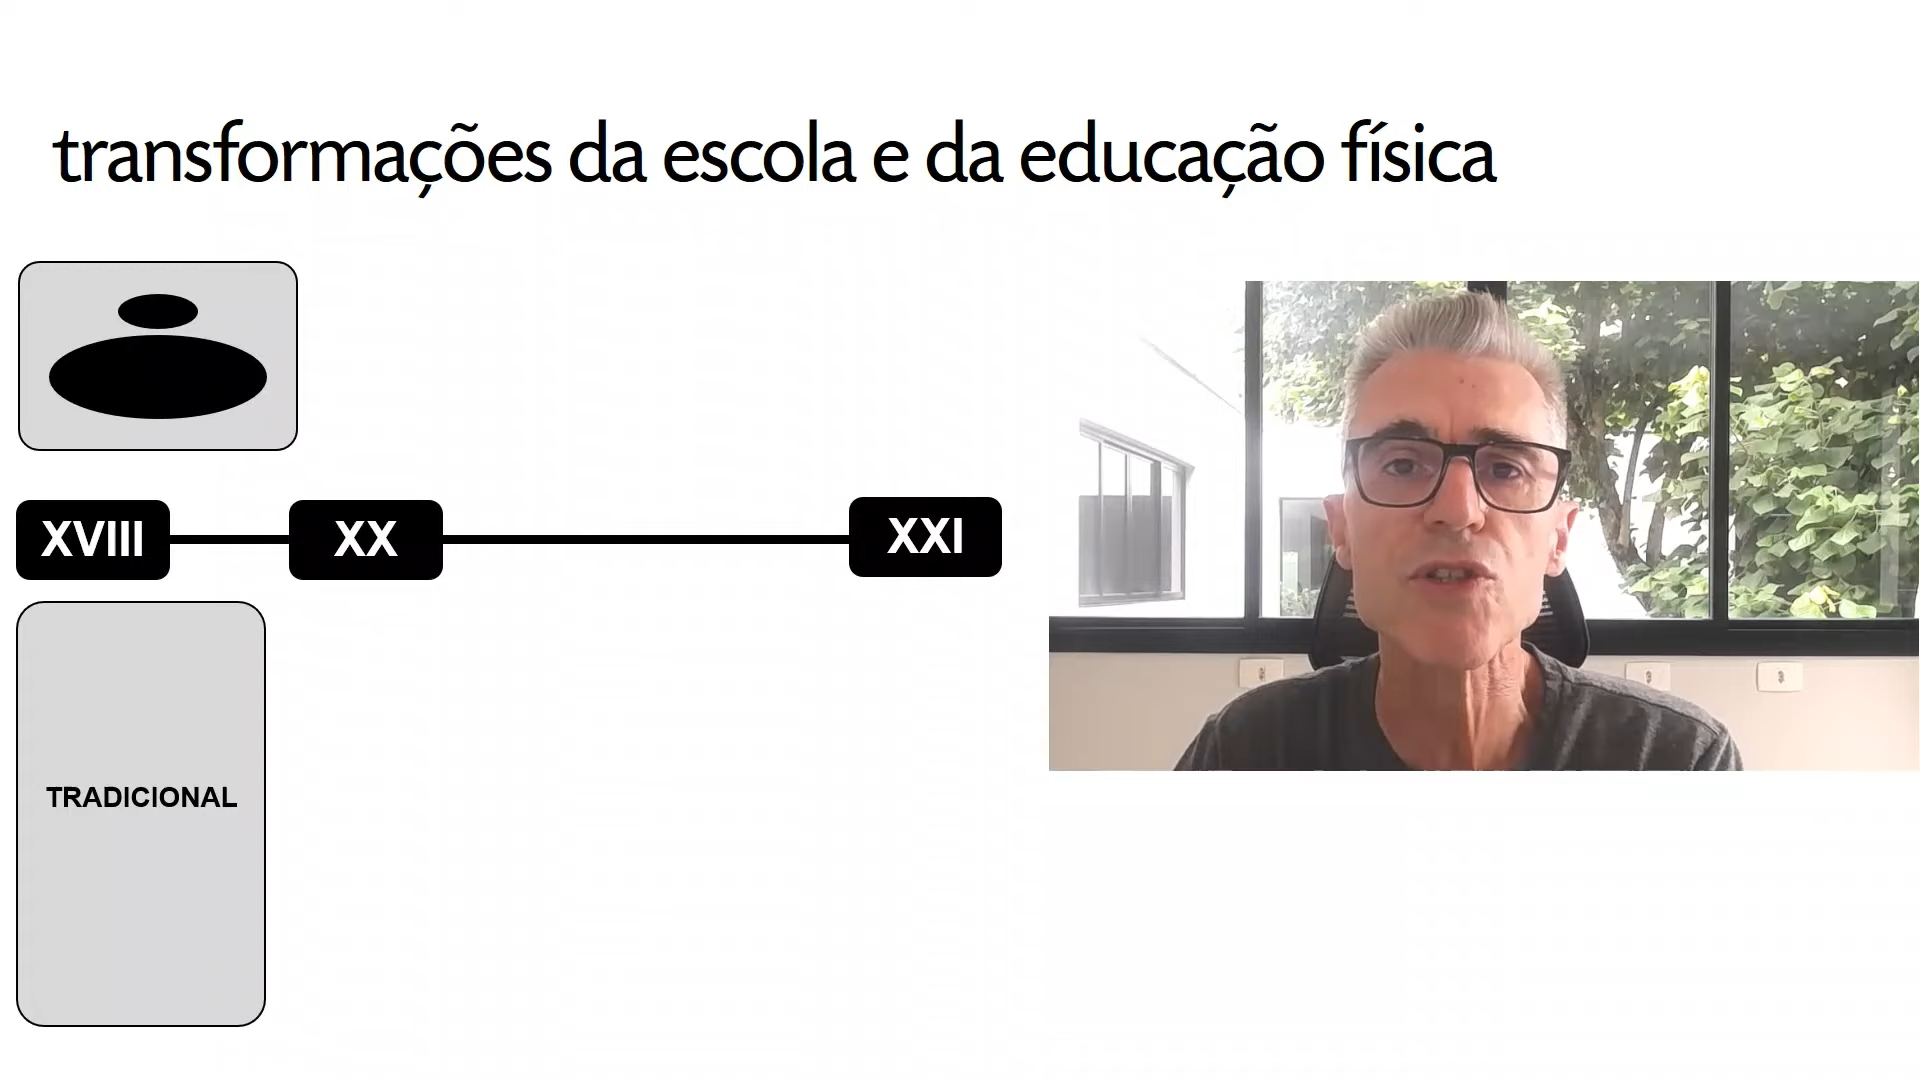 transformações da escola e da educação física
XVIII
XX
XXI
TRADICIONAL